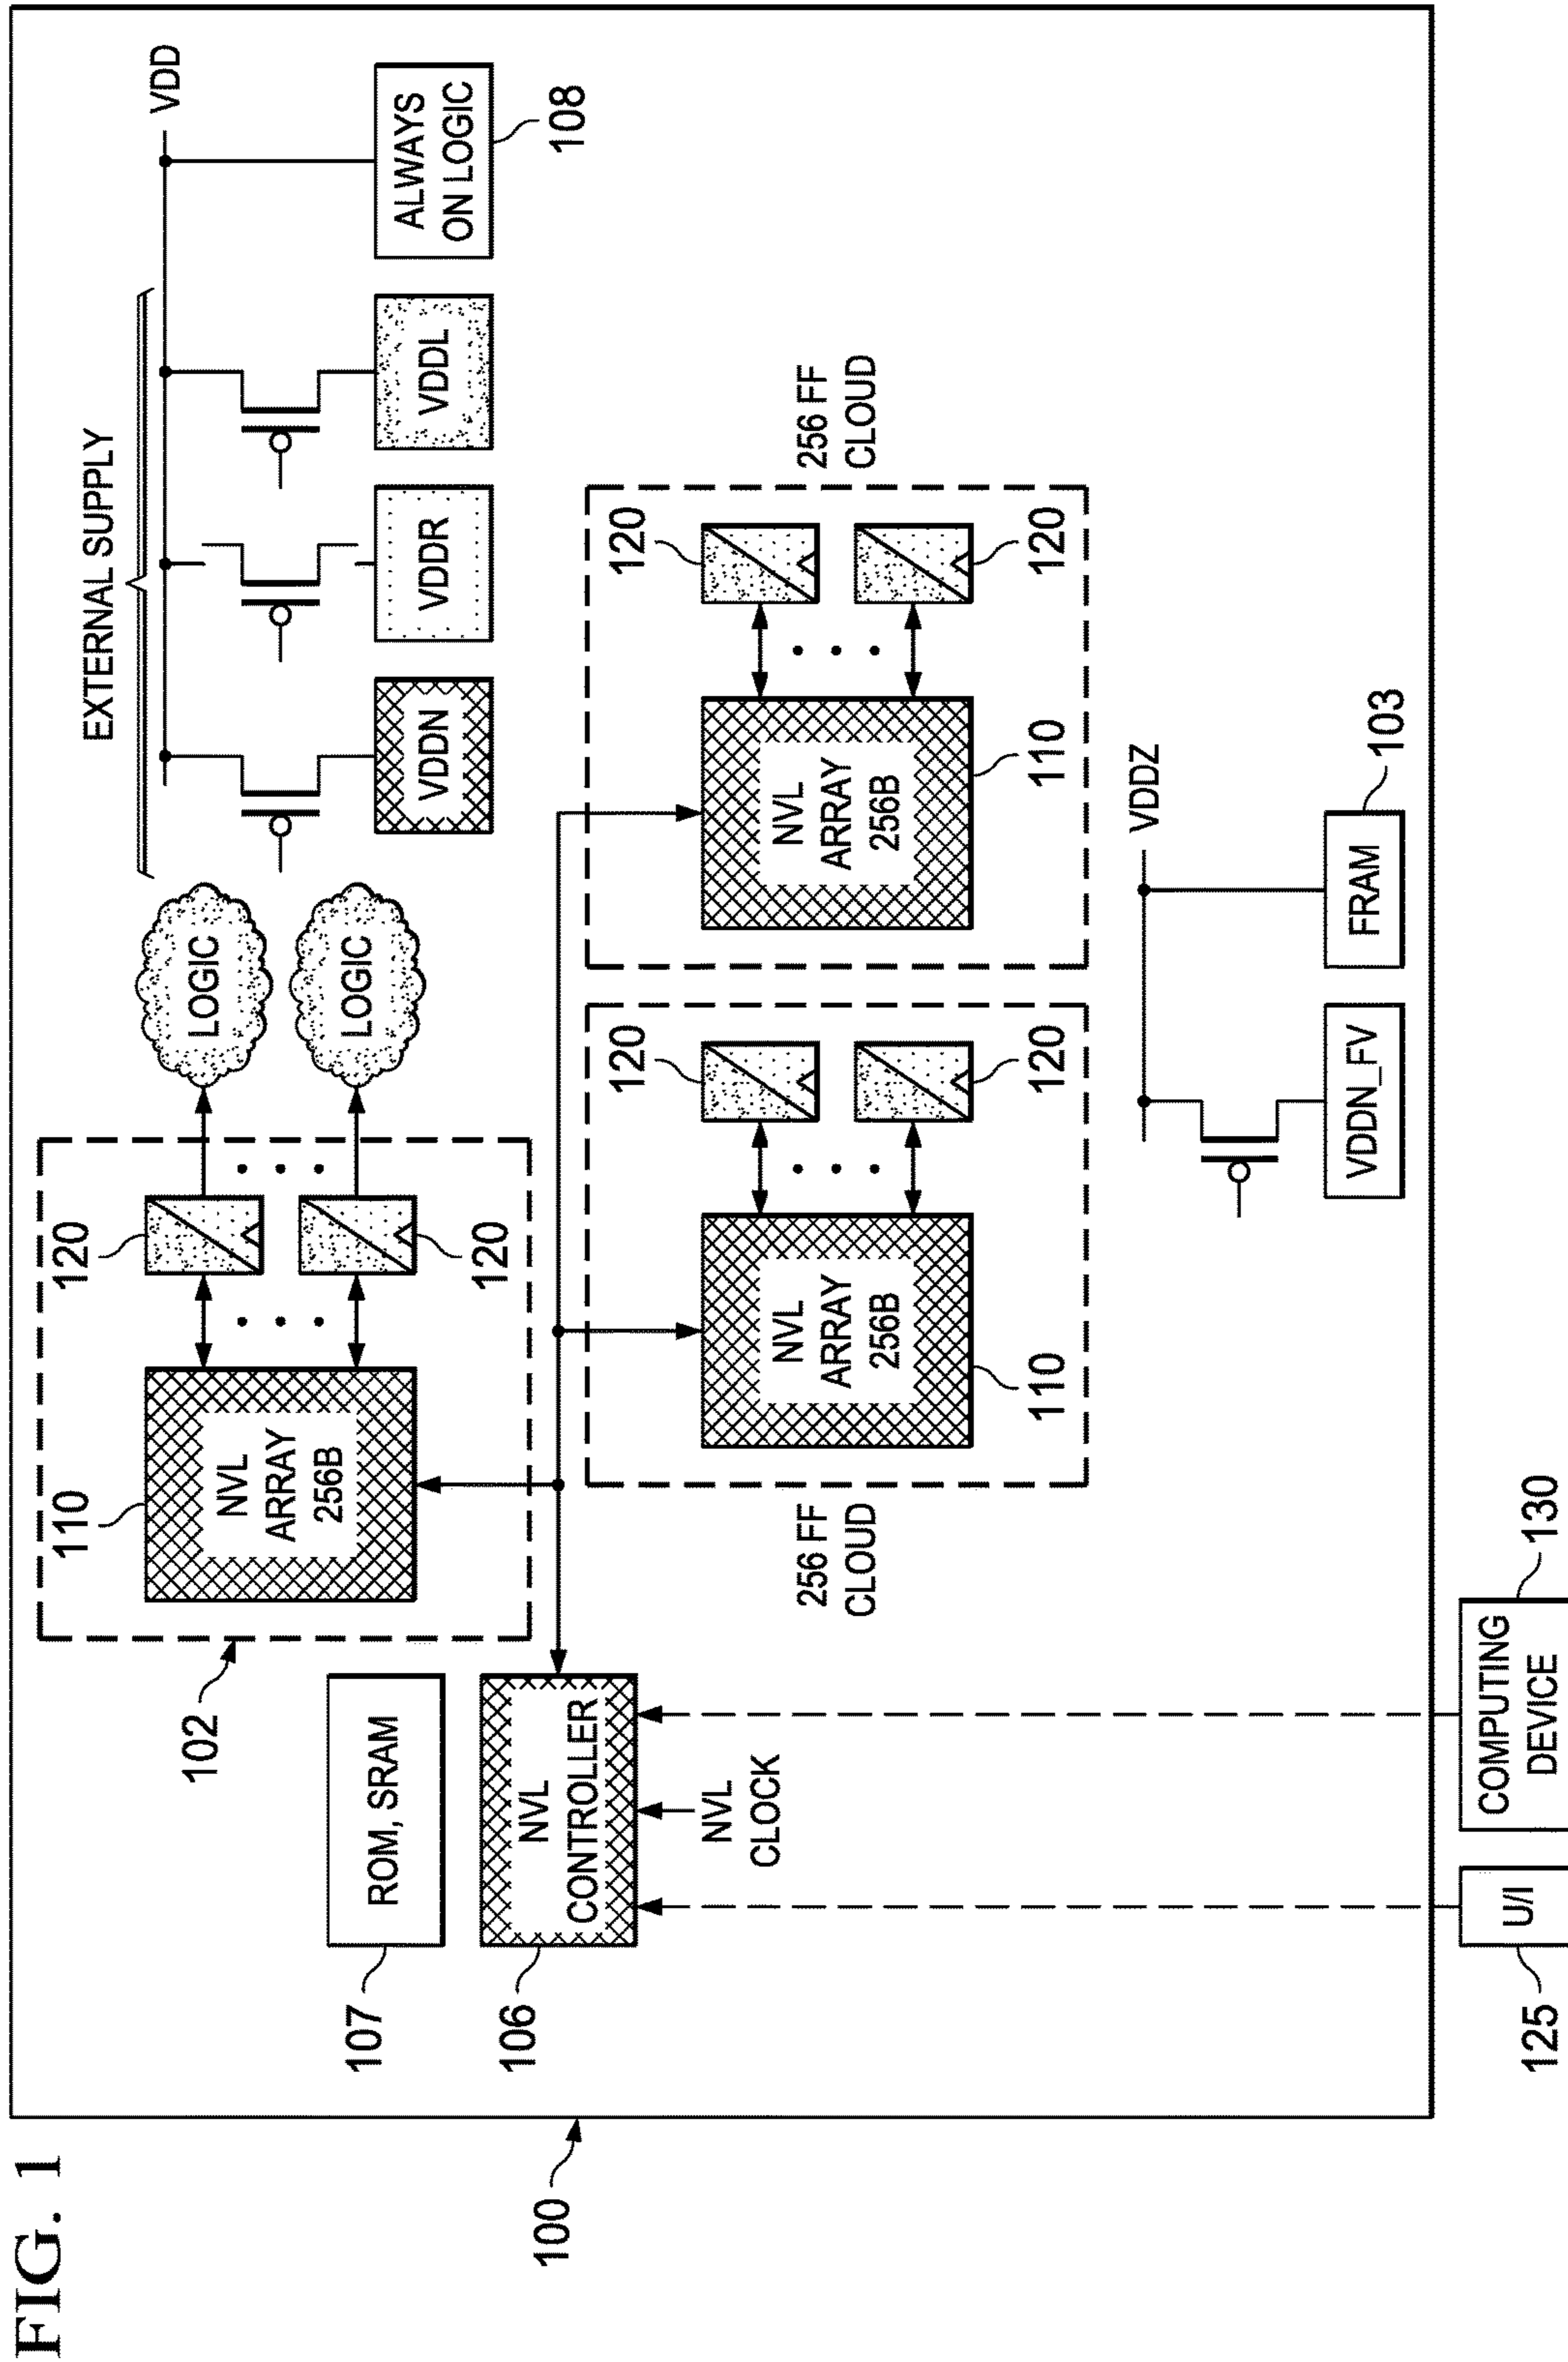 FIG. 1
100
EXTERNAL SUPPLY
VDD
VDDN
VDDR
VDDL
ALWAYS
ON LOGIC
108
102
110
NVL
ARRAY
256B
120
120
LOGIC
LOGIC
107
ROM, SRAM
106
NVL
CONTROLLER
NVL
CLOCK
256 FF
CLOUD
NVL
ARRAY
256B
110
120
120
256 FF
CLOUD
NVL
ARRAY
256B
110
120
120
VDDZ
VDDN_FV
FRAM
103
125
U/I
COMPUTING
DEVICE
130